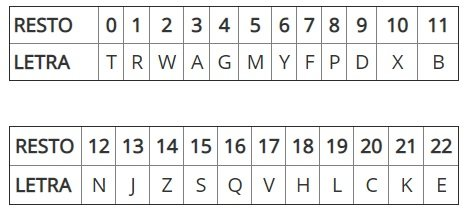 RESTO 0 1 2 3 4 5 6 7 8 9 10 11
LETRA T R W A G M Y F P D X B
RESTO 12 13 14 15 16 17 18 19 20 21 22
LETRA N J Z S Q V H L C K E